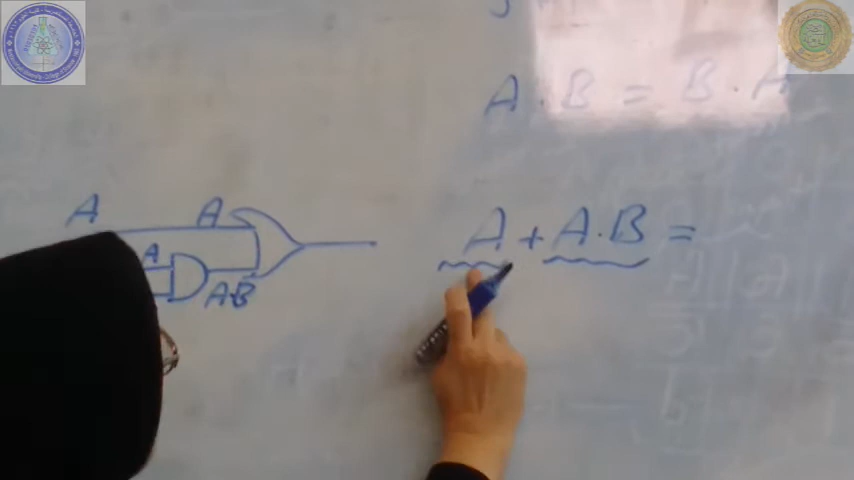 A · B = B · A
A A
A + A·B =
A
AB